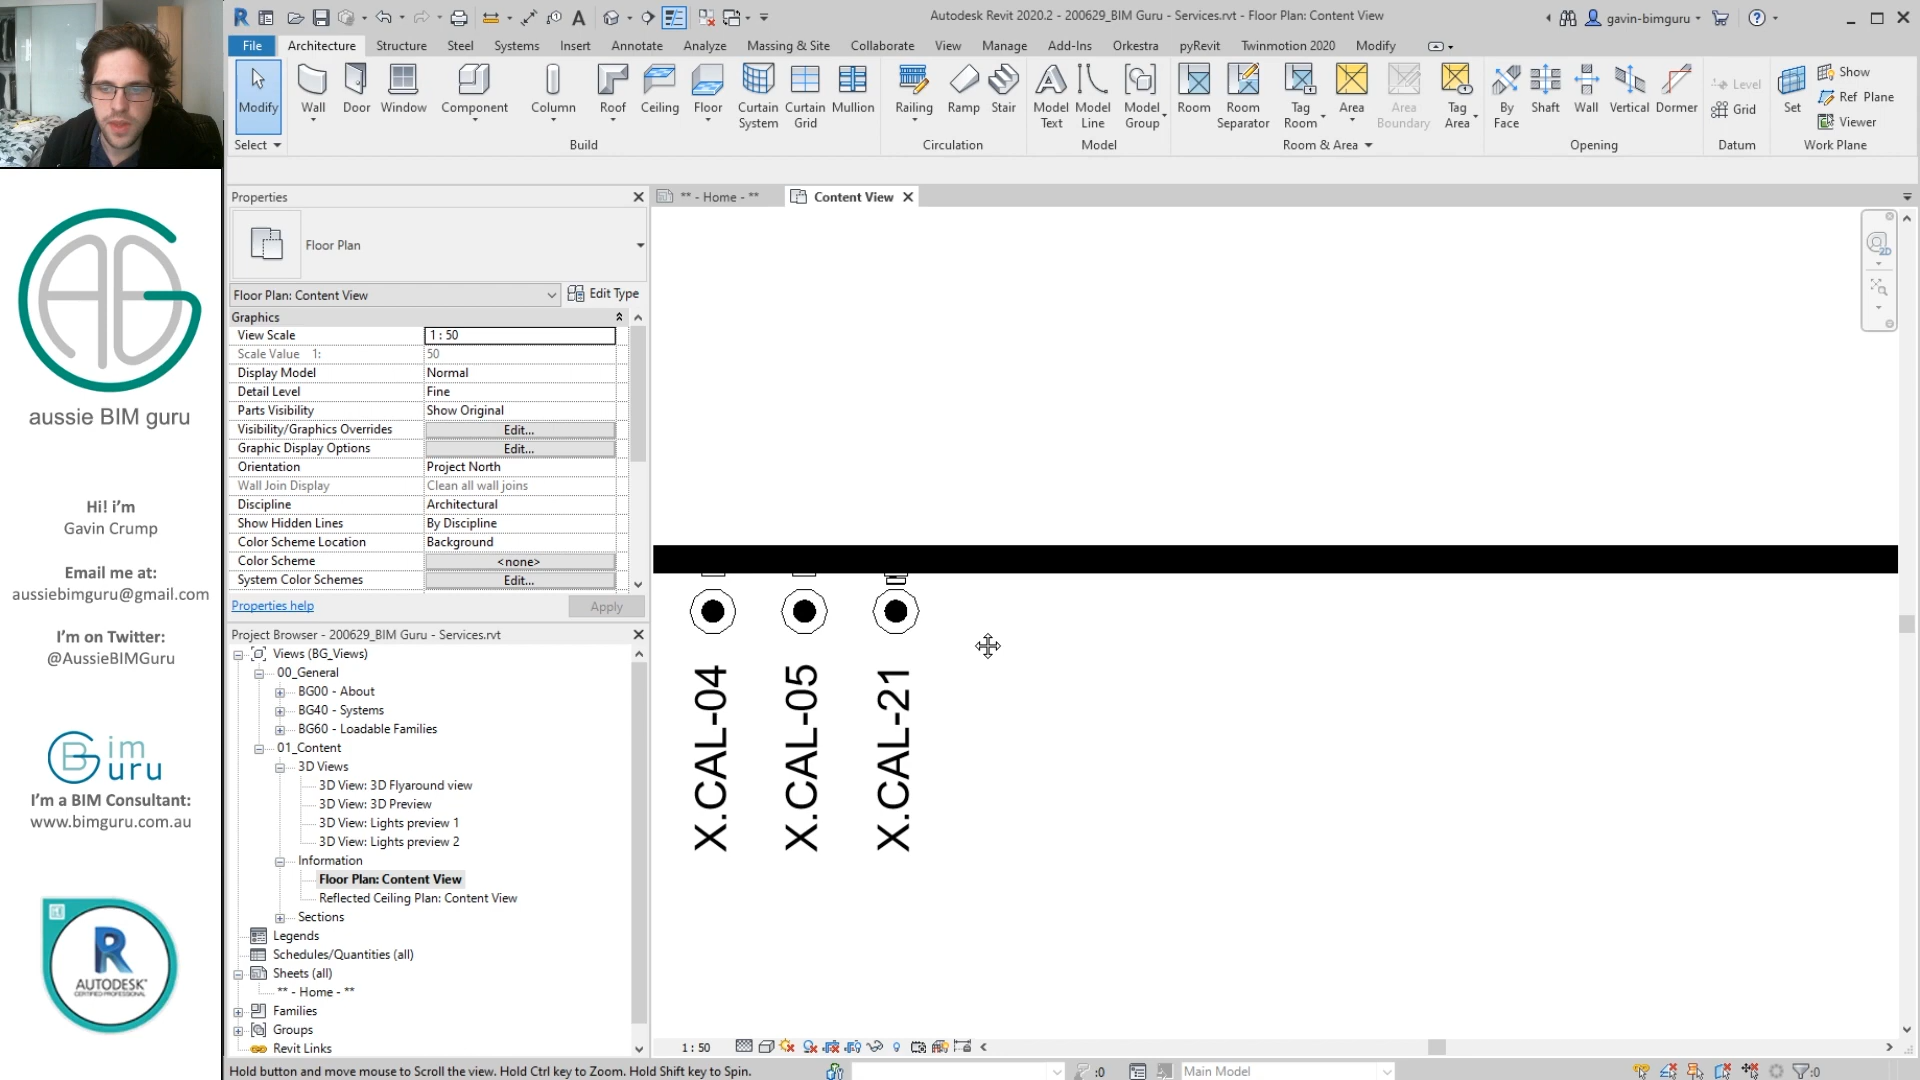 Autodesk Revit 2020.2 - 200629_BIM Guru - Services.rvt - Floor Plan: Content View
gavin-bimguru
File Architecture Structure Steel Systems Insert Annotate Analyze Massing & Site Collaborate View Manage Add-Ins Orkestra pyRevit Twinmotion 2020 Modify
Modify Wall Door Window Component Column Roof Ceiling Floor Curtain System Curtain Grid Mullion Railing Ramp Stair Model Text Model Line Model Group Room Room Separator Tag Room Area Area Boundary Tag Area By Face Shaft Wall Vertical Dormer Level Grid Set Show Ref Plane Viewer
Select Build Circulation Model Room & Area Opening Datum Work Plane
Properties
** - Home - **
Content View
Floor Plan
Floor Plan: Content View
Edit Type
Graphics
View Scale 1 : 50
Scale Value 1: 50
Display Model Normal
Detail Level Fine
Parts Visibility Show Original
Visibility/Graphics Overrides Edit...
Graphic Display Options Edit...
Orientation Project North
Wall Join Display Clean all wall joins
Discipline Architectural
Show Hidden Lines By Discipline
Color Scheme Location Background
Color Scheme <none>
System Color Schemes Edit...
Properties help
Apply
Project Browser - 200629_BIM Guru - Services.rvt
Views (BG_Views)
00_General
BG00 - About
BG40 - Systems
BG60 - Loadable Families
01_Content
3D Views
3D View: 3D Flyaround view
3D View: 3D Preview
3D View: Lights preview 1
3D View: Lights preview 2
Information
Floor Plan: Content View
Reflected Ceiling Plan: Content View
Sections
Legends
Schedules/Quantities (all)
Sheets (all)
** - Home - **
Families
Groups
Revit Links
X.CAL-04
X.CAL-05
X.CAL-21
2D
1 : 50
Hold button and move mouse to Scroll the view. Hold Ctrl key to Zoom. Hold Shift key to Spin.
:0
Main Model
:0
aussie BIM guru
Hi! i'm
Gavin Crump
Email me at:
aussiebimguru@gmail.com
I'm on Twitter:
@AussieBIMGuru
Bim
Guru
I'm a BIM Consultant:
www.bimguru.com.au
R
AUTODESK
CERTIFIED PROFESSIONAL